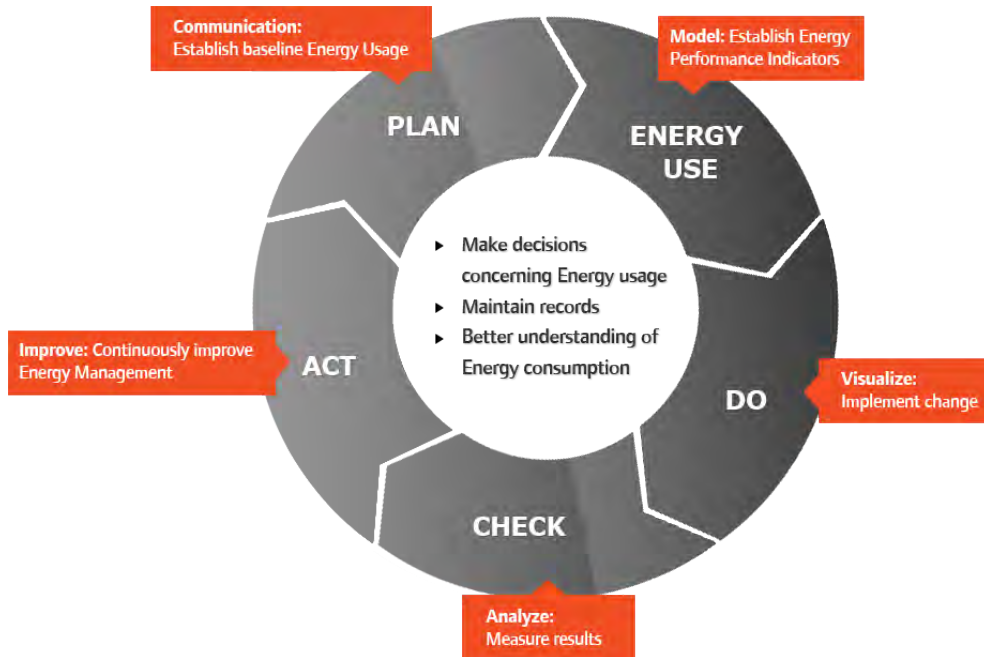 Communication:
Establish baseline Energy Usage
Model: Establish Energy
Performance Indicators
PLAN
ENERGY
USE
▸ Make decisions
concerning Energy usage
▸ Maintain records
▸ Better understanding of
Energy consumption
Improve: Continuously improve
Energy Management
ACT
DO
Visualize:
Implement change
CHECK
Analyze:
Measure results